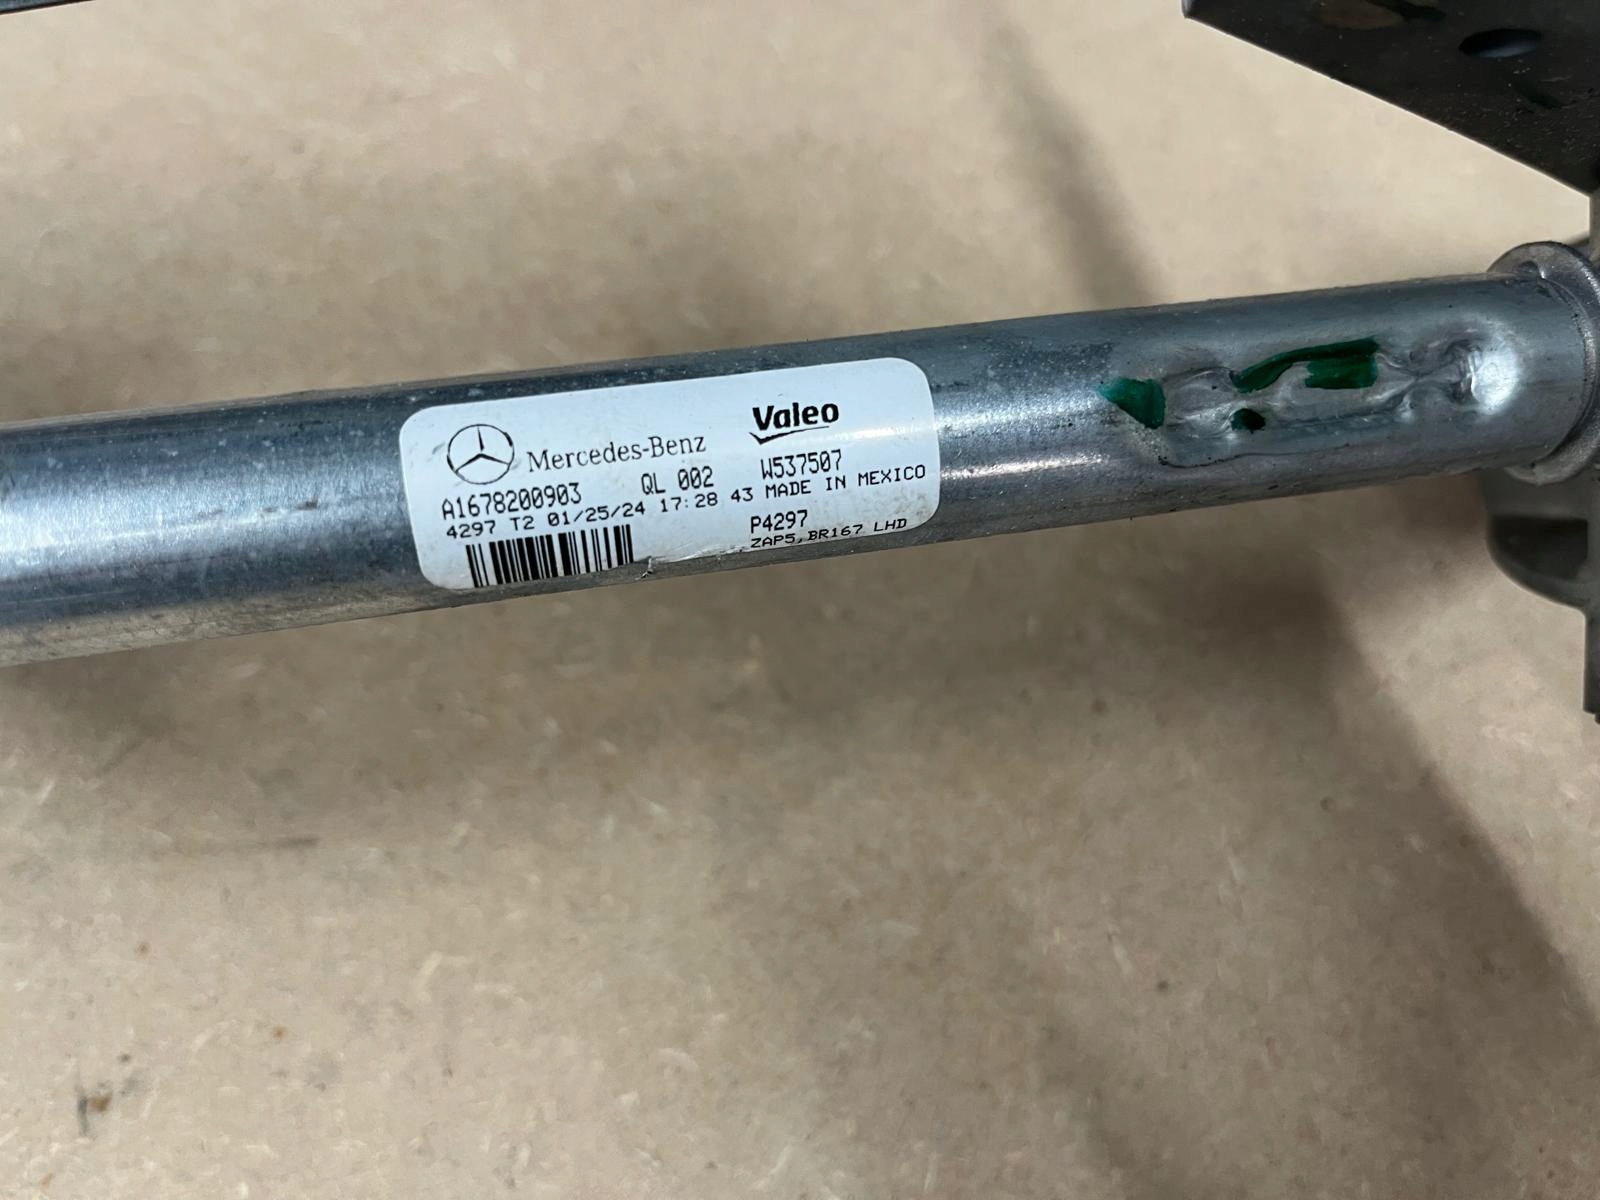 Mercedes-Benz Valeo
A1678200903 QL 002 W537507
4297 T2 01/25/24 17:28 43 MADE IN MEXICO
P4297
ZAP5, BR167 LHD